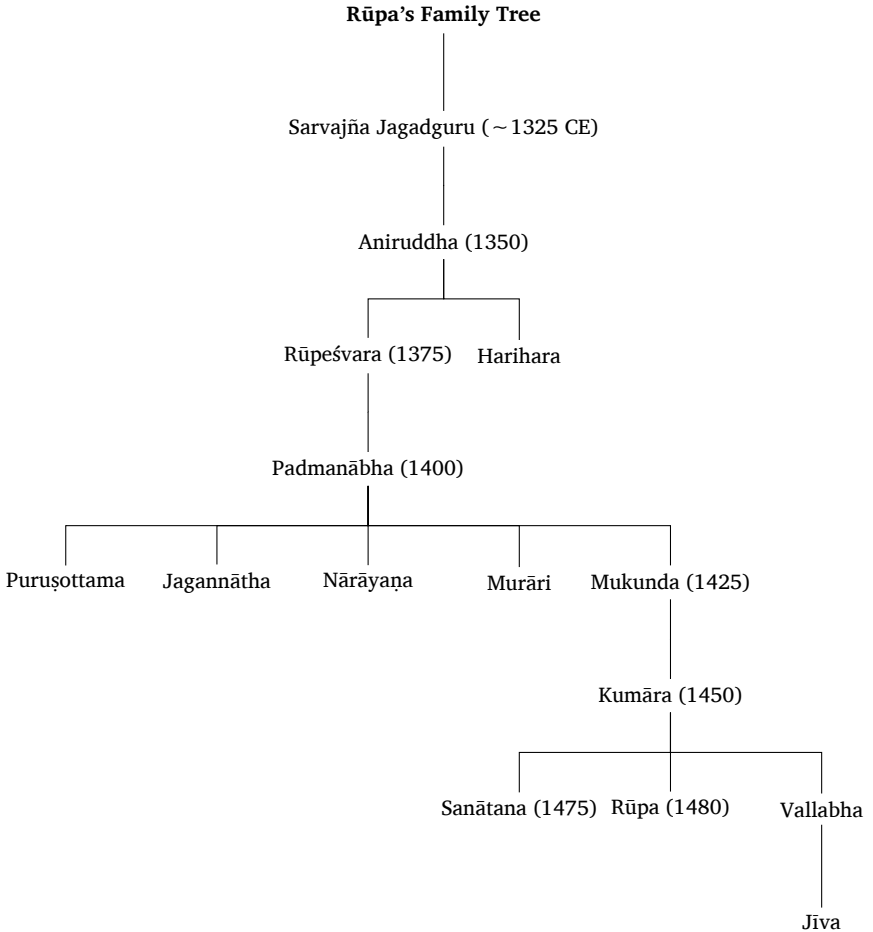 Rūpa's Family Tree
Sarvajña Jagadguru (~1325 CE)
Aniruddha (1350)
Rūpeśvara (1375) Harihara
Padmanābha (1400)
Puruṣottama Jagannātha Nārāyaṇa Murāri Mukunda (1425)
Kumāra (1450)
Sanātana (1475) Rūpa (1480) Vallabha
Jīva